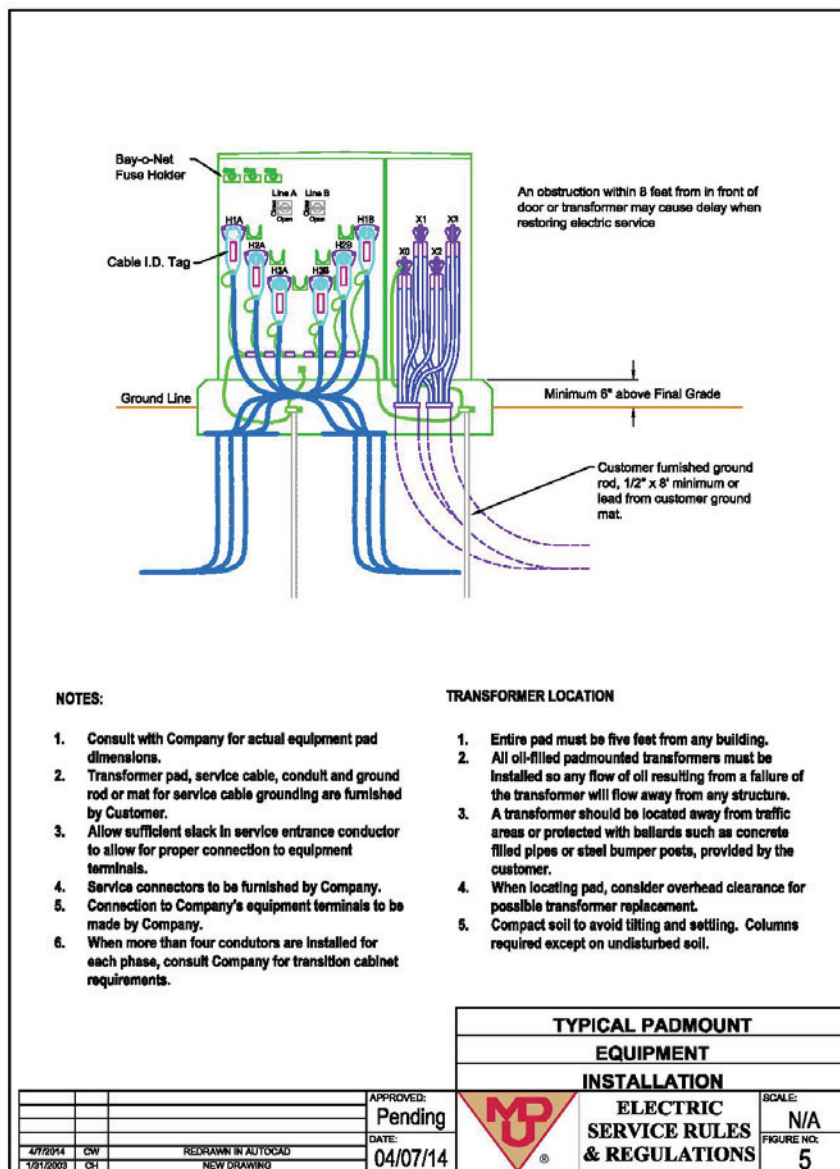 Bay-o-Net
Fuse Holder
Line A
Line B
Close
Open
Close
Open
H1A
H2A
H3A
H3B
H2B
H1B
X0
X1
X2
X3
Cable I.D. Tag
An obstruction within 8 feet from in front of
door or transformer may cause delay when
restoring electric service
Ground Line
Minimum 6" above Final Grade
Customer furnished ground
rod, 1/2" x 8' minimum or
lead from customer ground
mat.
NOTES:
1. Consult with Company for actual equipment pad
dimensions.
2. Transformer pad, service cable, conduit and ground
rod or mat for service cable grounding are furnished
by Customer.
3. Allow sufficient slack in service entrance conductor
to allow for proper connection to equipment
terminals.
4. Service connectors to be furnished by Company.
5. Connection to Company's equipment terminals to be
made by Company.
6. When more than four condutors are installed for
each phase, consult Company for transition cabinet
requirements.
TRANSFORMER LOCATION
1. Entire pad must be five feet from any building.
2. All oil-filled padmounted transformers must be
installed so any flow of oil resulting from a failure of
the transformer will flow away from any structure.
3. A transformer should be located away from traffic
areas or protected with ballards such as concrete
filled pipes or steel bumper posts, provided by the
customer.
4. When locating pad, consider overhead clearance for
possible transformer replacement.
5. Compact soil to avoid tilting and settling. Columns
required except on undisturbed soil.
TYPICAL PADMOUNT
EQUIPMENT
INSTALLATION
4/7/2014 CW REDRAWN IN AUTOCAD
1/31/2003 CH NEW DRAWING
APPROVED:
Pending
DATE:
04/07/14
MDU
®
ELECTRIC
SERVICE RULES
& REGULATIONS
SCALE:
N/A
FIGURE NO:
5